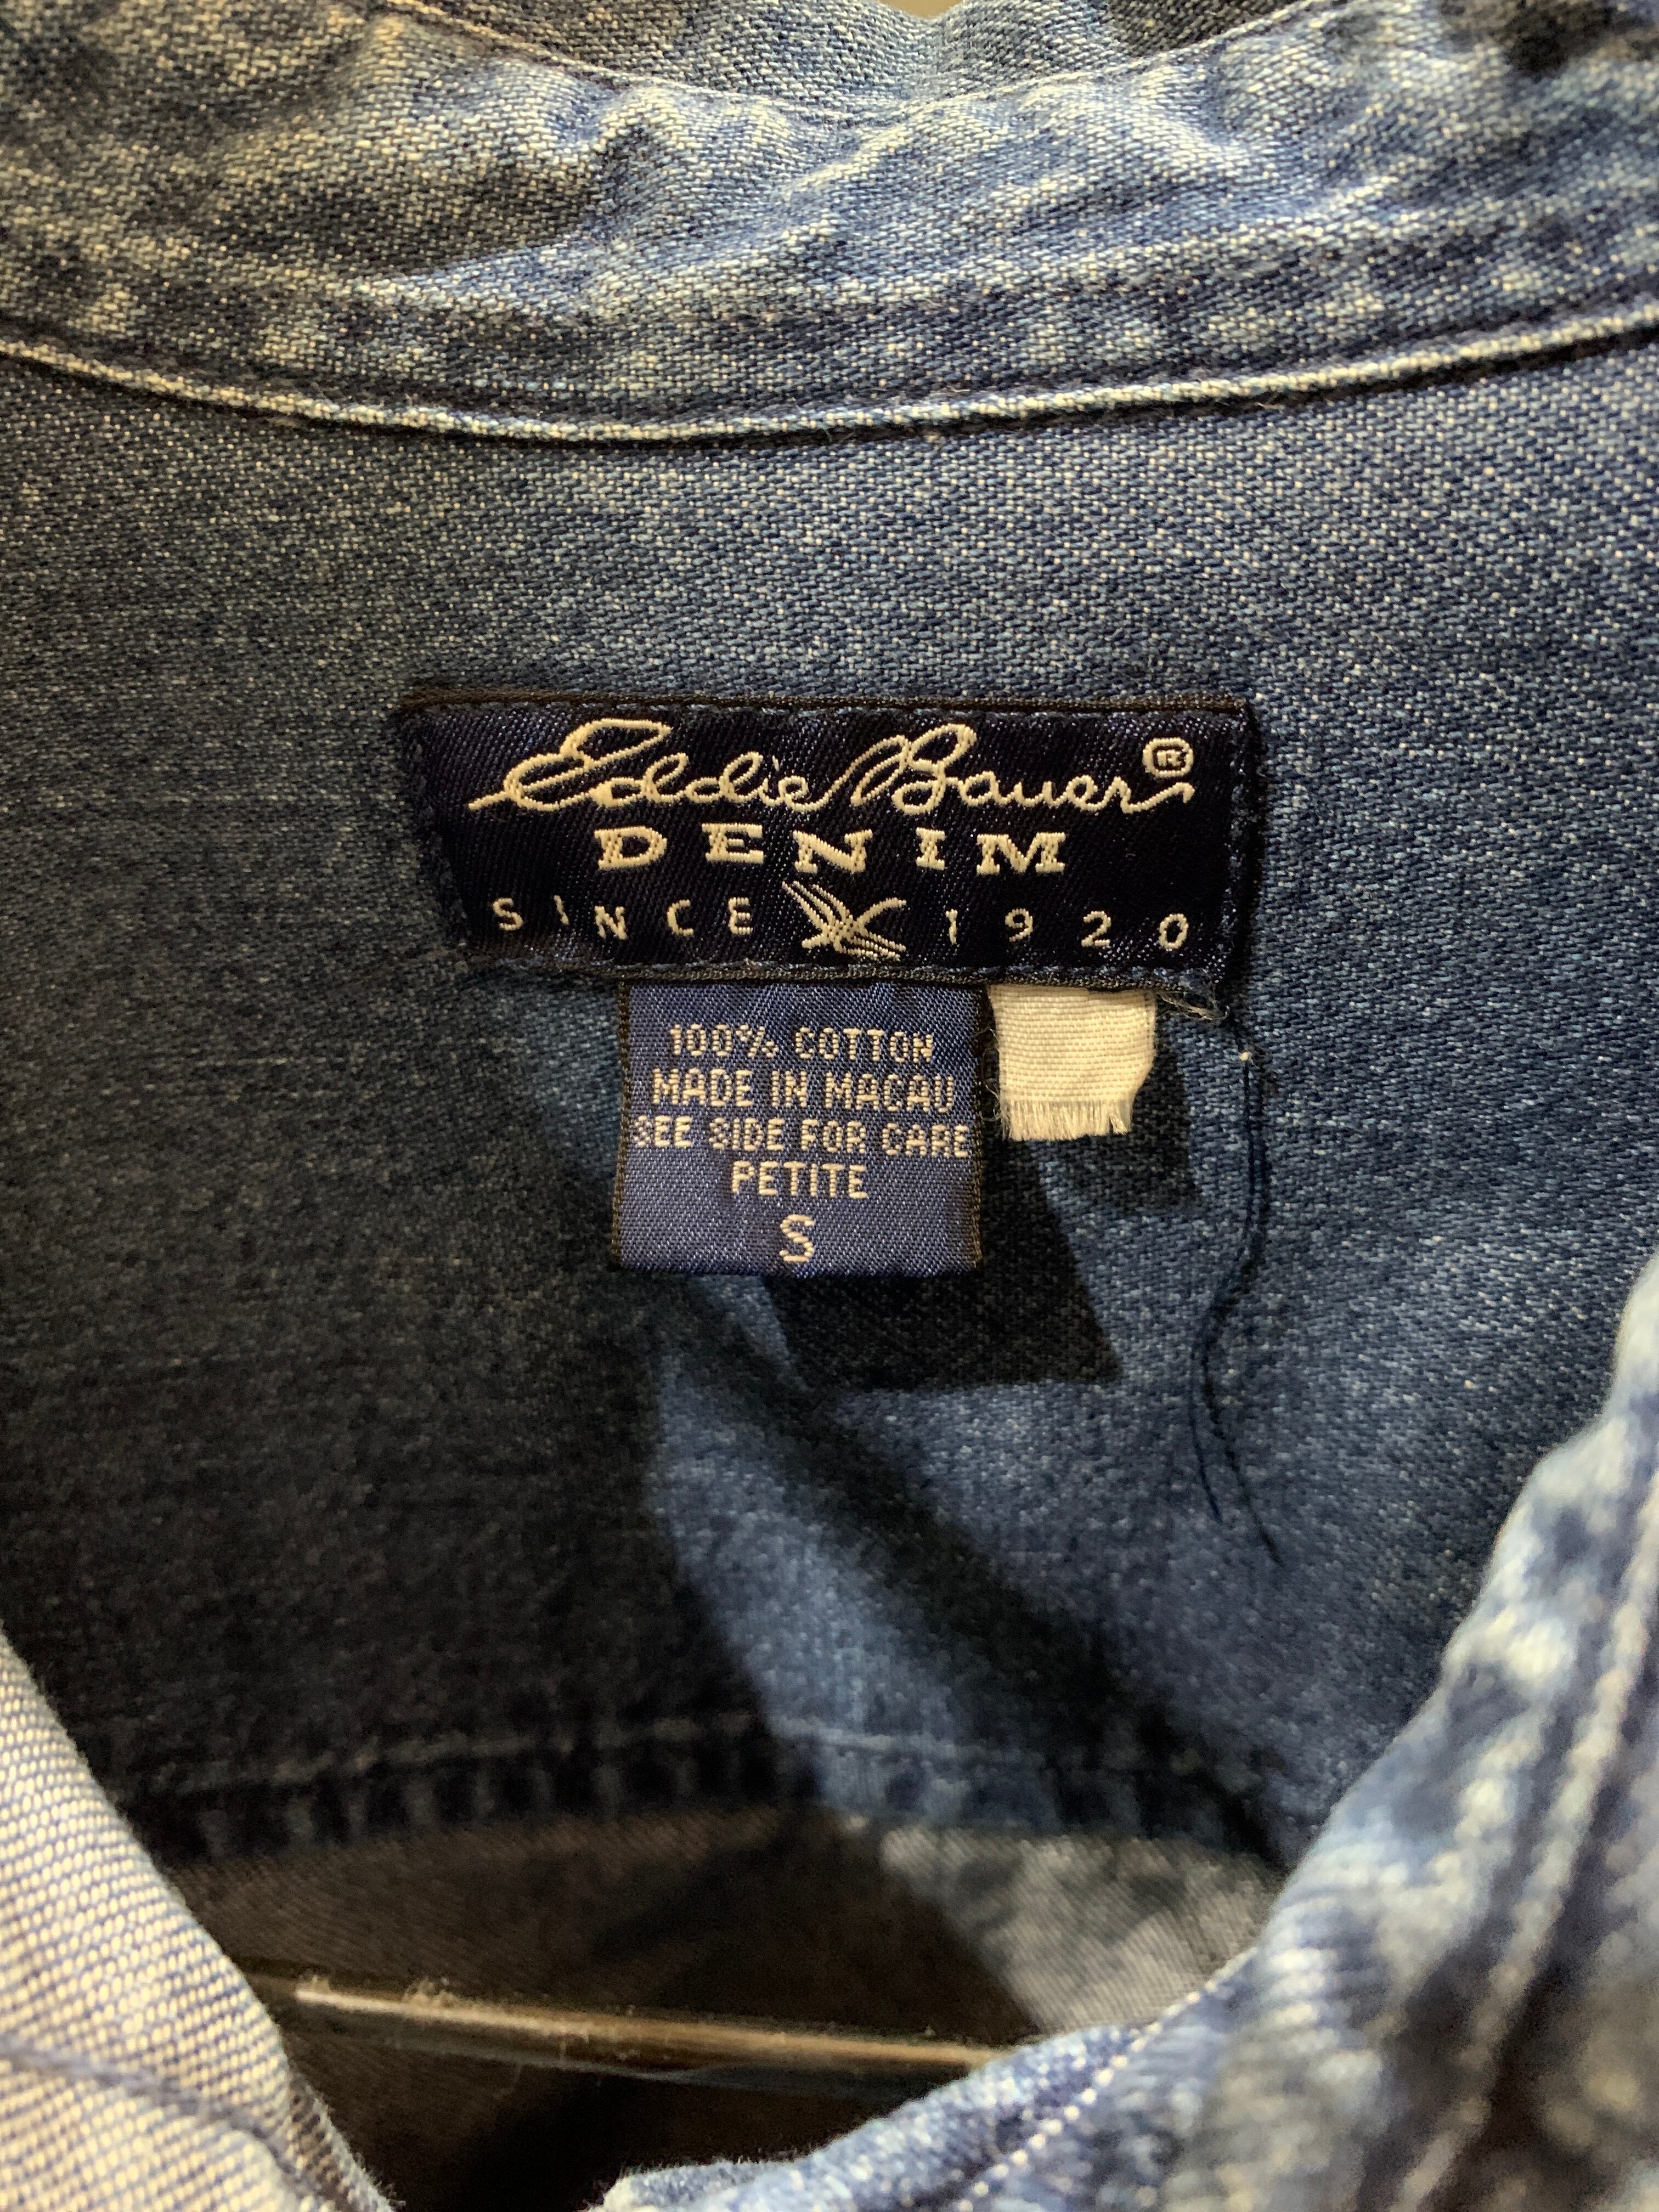 Eddie Bauer®
DENIM
SINCE 1920
100% COTTON
MADE IN MACAU
SEE SIDE FOR CARE
PETITE
S